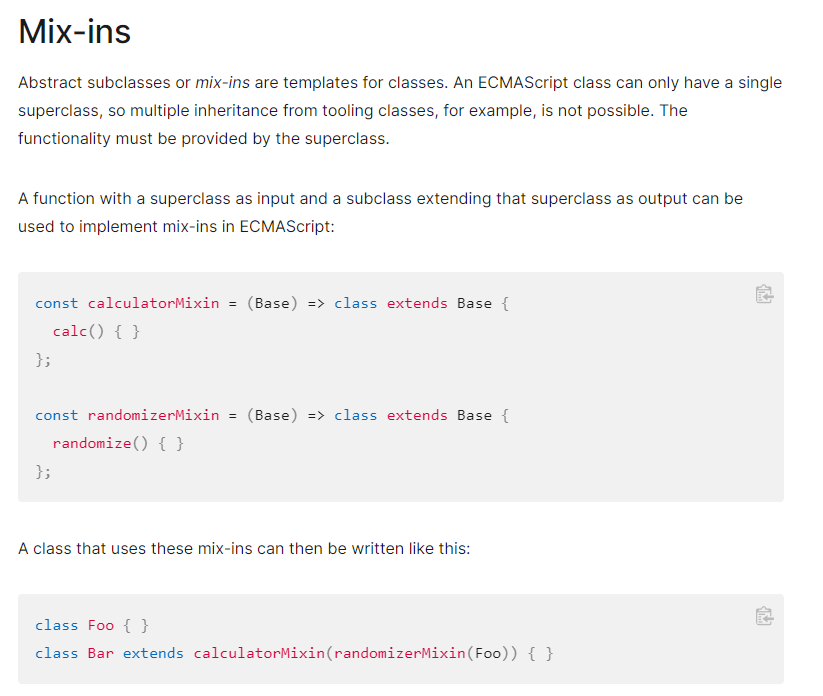 Mix-ins
Abstract subclasses or mix-ins are templates for classes. An ECMAScript class can only have a single
superclass, so multiple inheritance from tooling classes, for example, is not possible. The
functionality must be provided by the superclass.
A function with a superclass as input and a subclass extending that superclass as output can be
used to implement mix-ins in ECMAScript:
const calculatorMixin = (Base) => class extends Base {
  calc() { }
};
const randomizerMixin = (Base) => class extends Base {
  randomize() { }
};
A class that uses these mix-ins can then be written like this:
class Foo { }
class Bar extends calculatorMixin(randomizerMixin(Foo)) { }